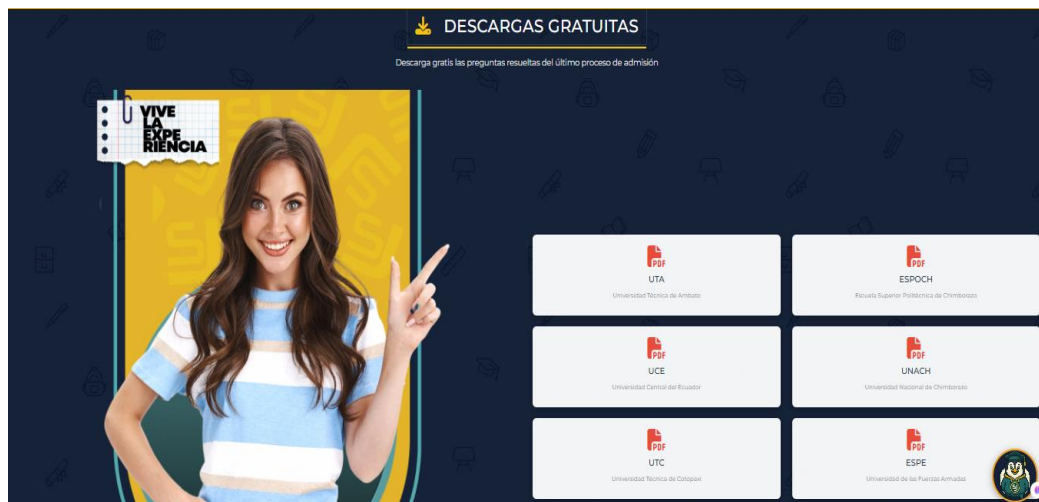 DESCARGAS GRATUITAS
Descarga gratis las preguntas resueltas del último proceso de admisión
VIVE
LA
EXPE
RIENCIA
PDF
UTA
Universidad Técnica de Ambato
PDF
ESPOCH
Escuela Superior Politécnica de Chimborazo
PDF
UCE
Universidad Central del Ecuador
PDF
UNACH
Universidad Nacional de Chimborazo
PDF
UTC
Universidad Técnica de Cotopaxi
PDF
ESPE
Universidad de las Fuerzas Armadas